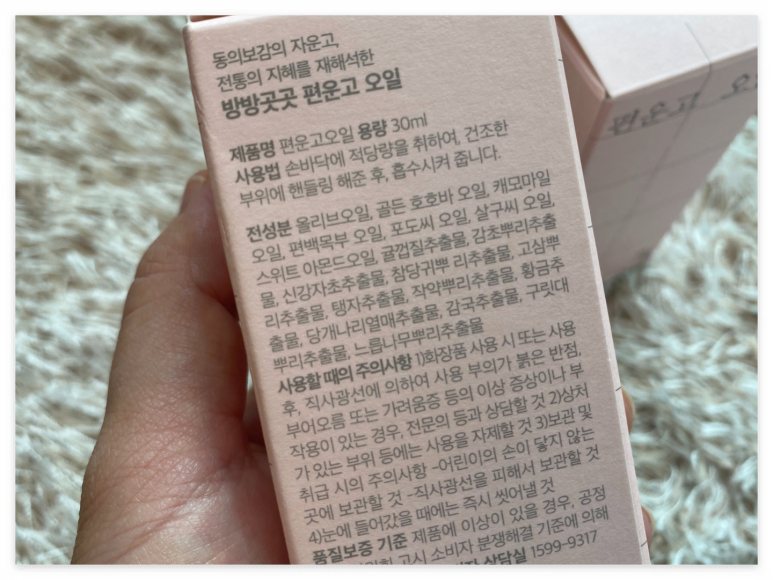 동의보감의 자운고,
전통의 지혜를 재해석한
방방곳곳 편운고 오일
제품명 편운고오일 용량 30ml
사용법 손바닥에 적당량을 취하여, 건조한
부위에 핸들링 해준 후, 흡수시켜 줍니다.
전성분 올리브오일, 골든 호호바 오일, 캐모마일
오일, 편백목부 오일, 포도씨 오일, 살구씨 오일,
스위트 아몬드오일, 귤껍질추출물, 감초뿌리추출
물, 신강자초추출물, 참당귀뿌 리추출물, 고삼뿌
리추출물, 탱자추출물, 작약뿌리추출물, 황금추
출물, 당개나리열매추출물, 감국추출물, 구릿대
뿌리추출물, 느릅나무뿌리추출물
사용할 때의 주의사항 1)화장품 사용 시 또는 사용
후, 직사광선에 의하여 사용 부의가 붉은 반점,
부어오름 또는 가려움증 등의 이상 증상이나 부
작용이 있는 경우, 전문의 등과 상담할 것 2)상처
가 있는 부위 등에는 사용을 자제할 것 3)보관 및
취급 시의 주의사항 -어린이의 손이 닿지 않는
곳에 보관할 것 -직사광선을 피해서 보관할 것
4)눈에 들어갔을 때에는 즉시 씻어낼 것
품질보증 기준 제품에 이상이 있을 경우, 공정
고시 소비자 분쟁해결 기준에 의해
상담실 1599-9317
편운고 오